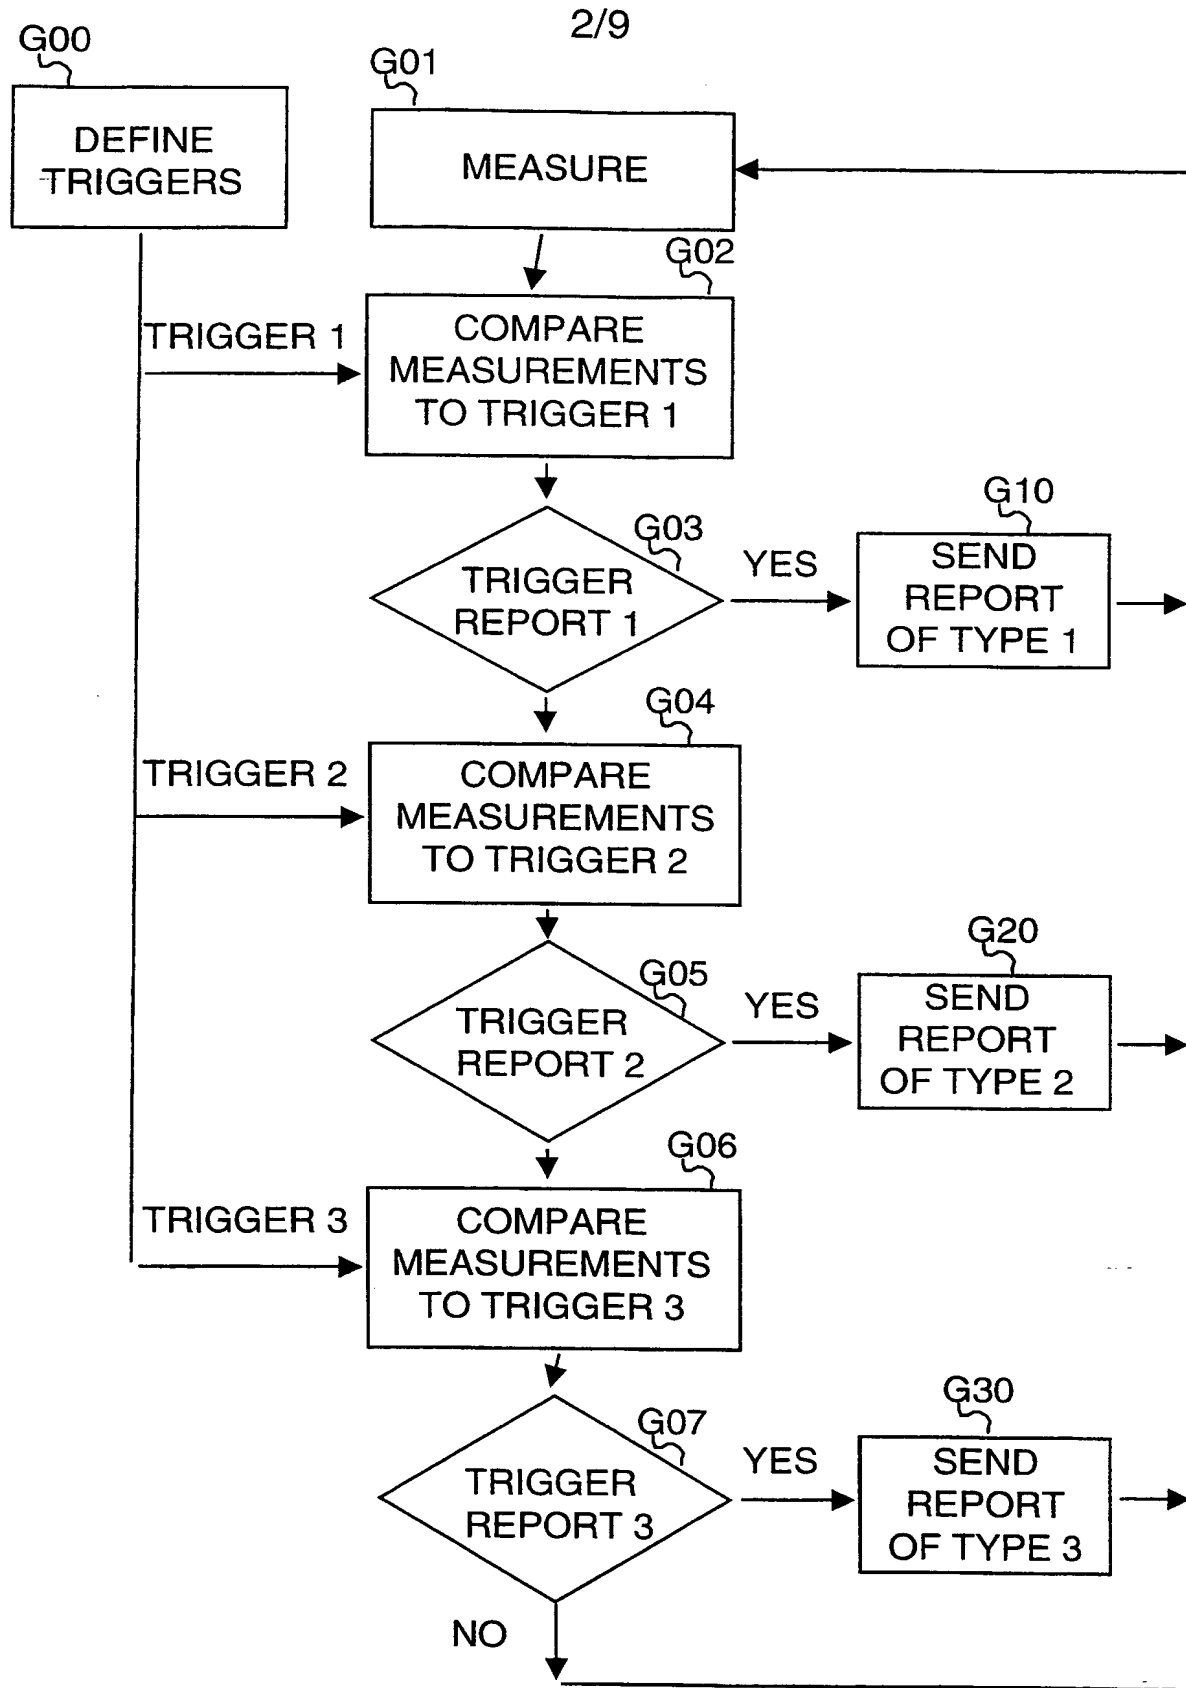 2/9
G00
DEFINE
TRIGGERS
G01
MEASURE
G02
TRIGGER 1
COMPARE
MEASUREMENTS
TO TRIGGER 1
G03
TRIGGER
REPORT 1
YES
G10
SEND
REPORT
OF TYPE 1
G04
TRIGGER 2
COMPARE
MEASUREMENTS
TO TRIGGER 2
G05
TRIGGER
REPORT 2
YES
G20
SEND
REPORT
OF TYPE 2
G06
TRIGGER 3
COMPARE
MEASUREMENTS
TO TRIGGER 3
G07
TRIGGER
REPORT 3
YES
G30
SEND
REPORT
OF TYPE 3
NO